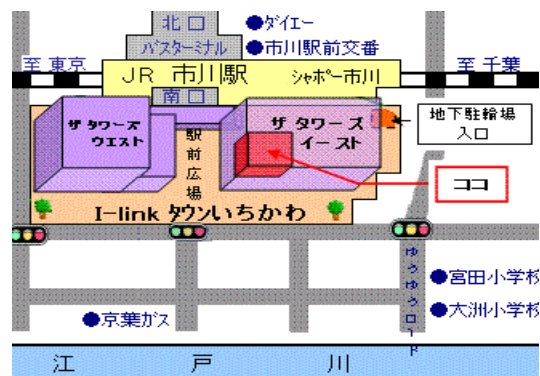 北口
●ダイエー
バスターミナル
●市川駅前交番
至 東京
JR 市川駅
シャポー市川
至 千葉
南口
ザ タワーズ
ウエスト
駅前広場
ザ タワーズ
イースト
地下駐輪場
入口
ココ
I-link タウンいちかわ
ゆうゆうロード
●宮田小学校
●大洲小学校
●京葉ガス
江戸川